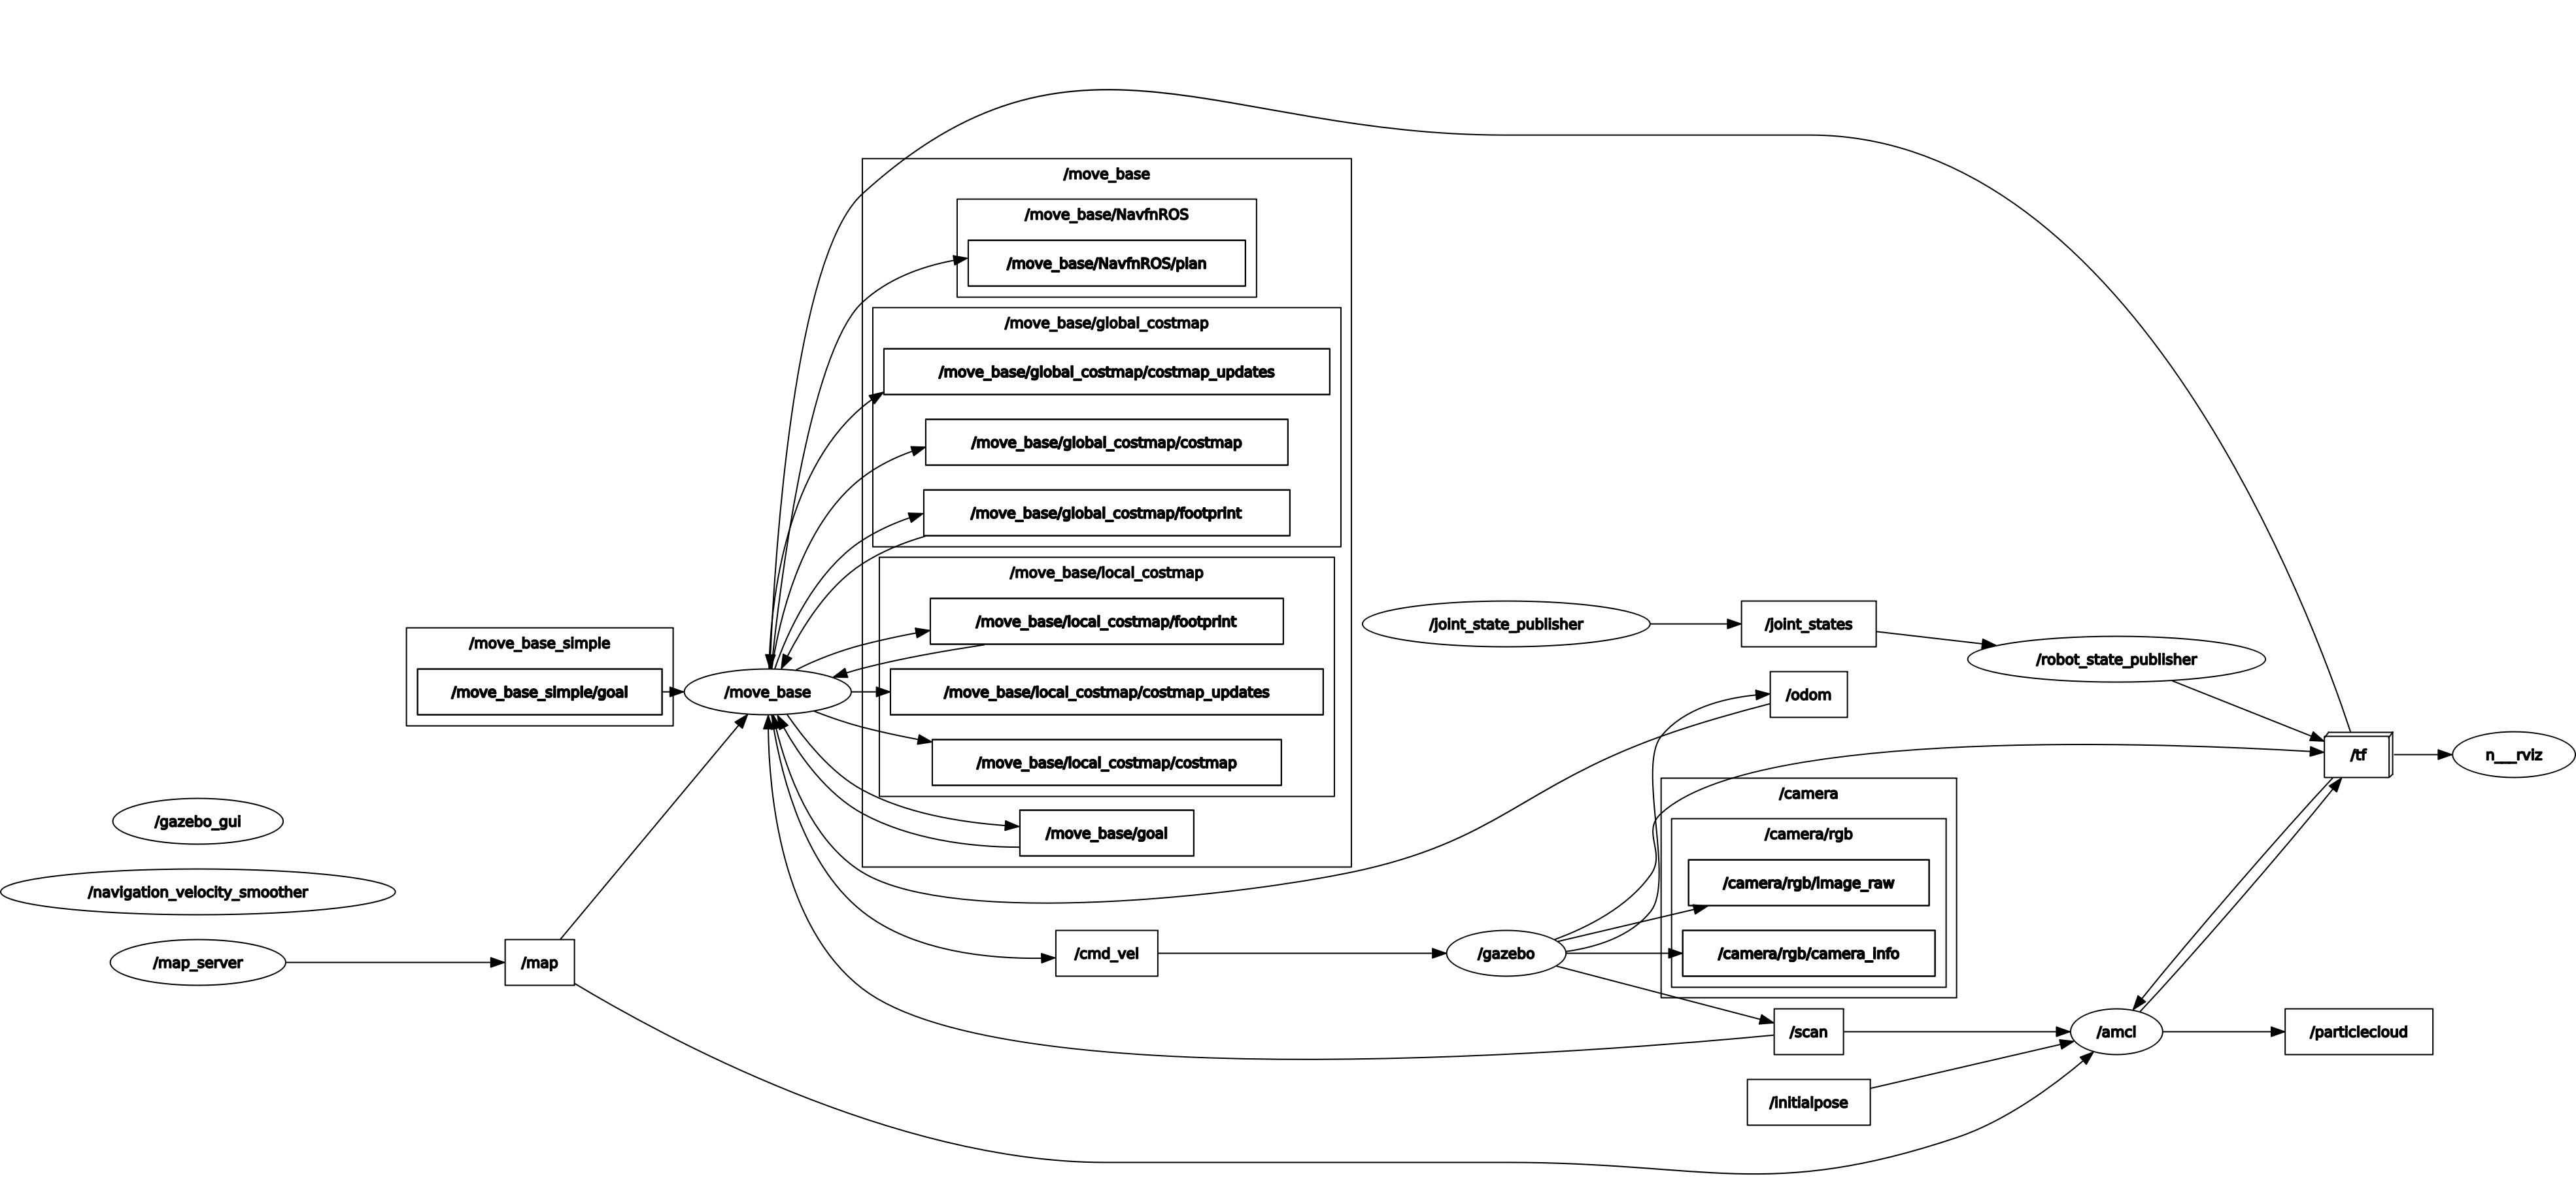 /move_base
/move_base/NavfnROS
/move_base/NavfnROS/plan
/move_base/global_costmap
/move_base/global_costmap/costmap_updates
/move_base/global_costmap/costmap
/move_base/global_costmap/footprint
/move_base/local_costmap
/move_base/local_costmap/footprint
/move_base/local_costmap/costmap_updates
/move_base/local_costmap/costmap
/move_base/goal
/move_base_simple
/move_base_simple/goal
/move_base
/gazebo_gui
/navigation_velocity_smoother
/map_server
/map
/cmd_vel
/gazebo
/joint_state_publisher
/joint_states
/robot_state_publisher
/odom
/tf
n___rviz
/camera
/camera/rgb
/camera/rgb/image_raw
/camera/rgb/camera_info
/scan
/amcl
/particlecloud
/initialpose